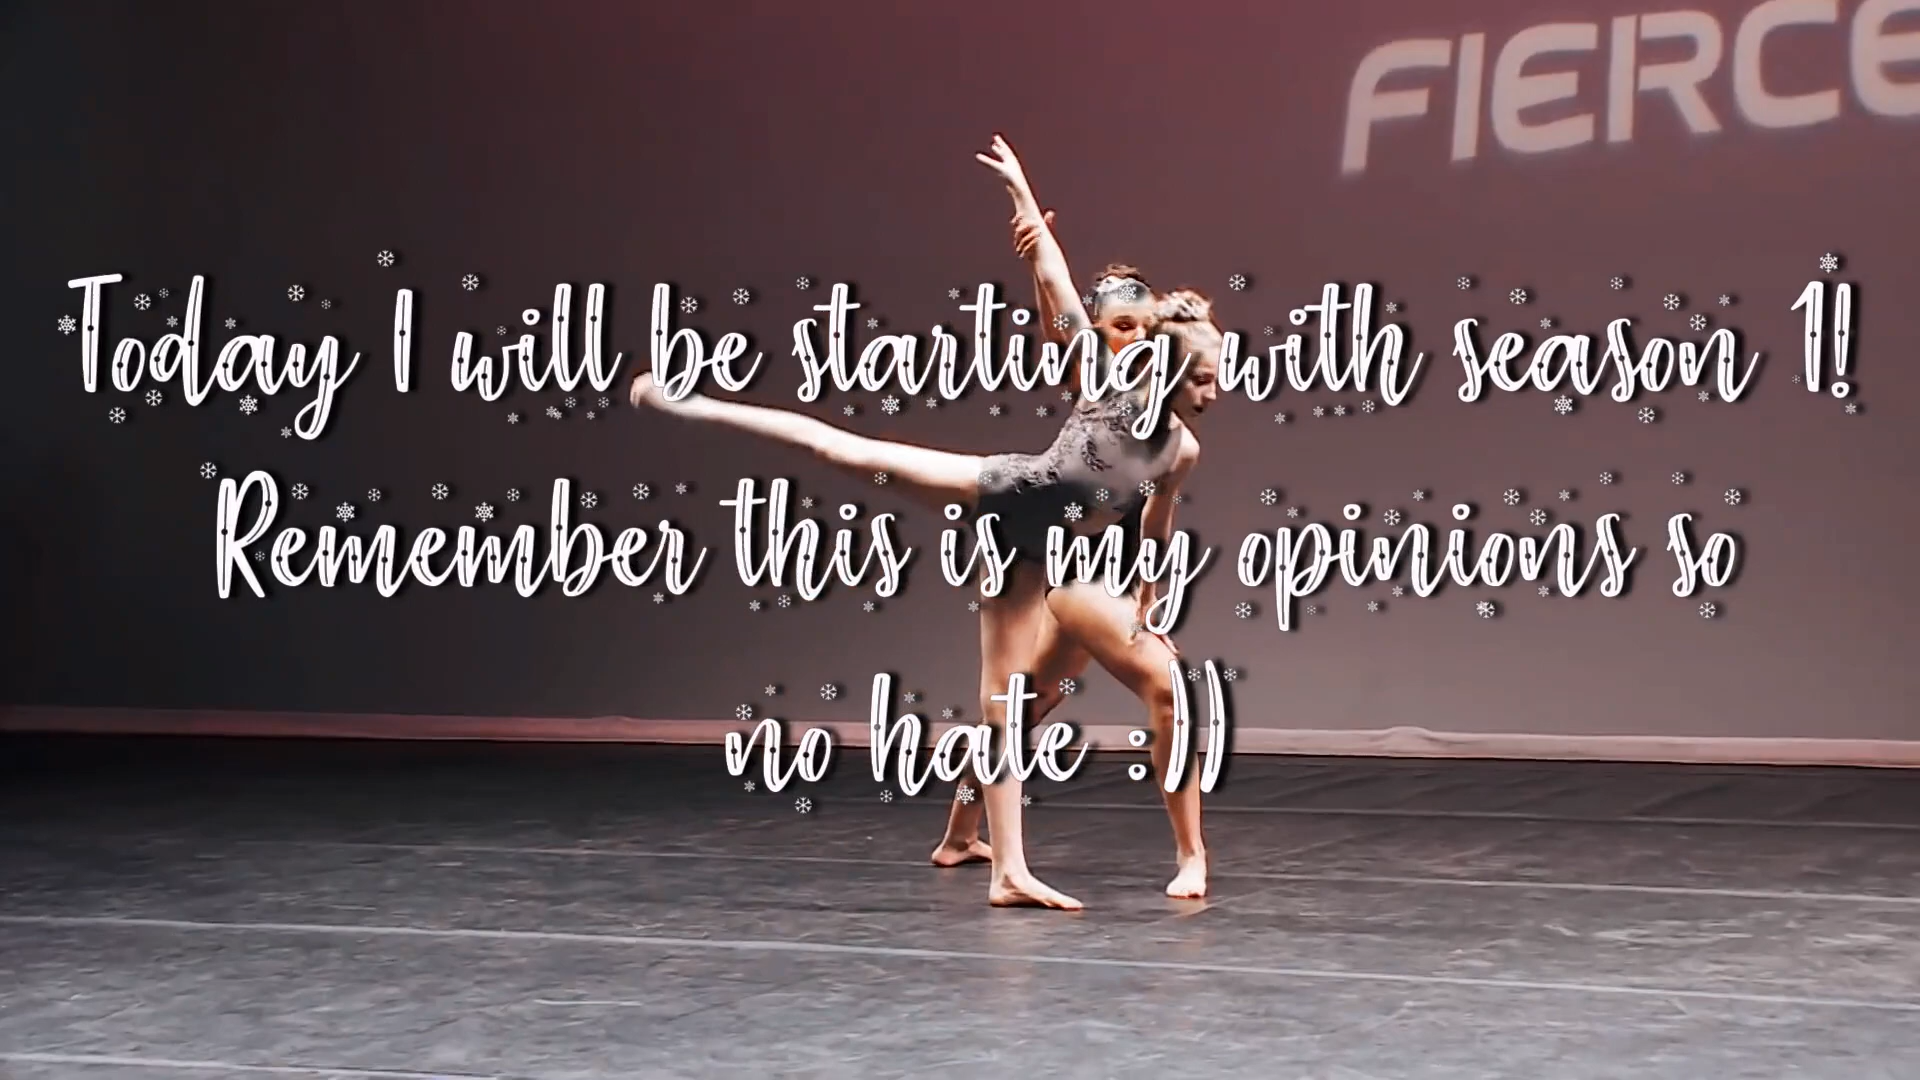 FIERCE
Today I will be starting with season 1!
Remember this is my opinions so
no hate :))